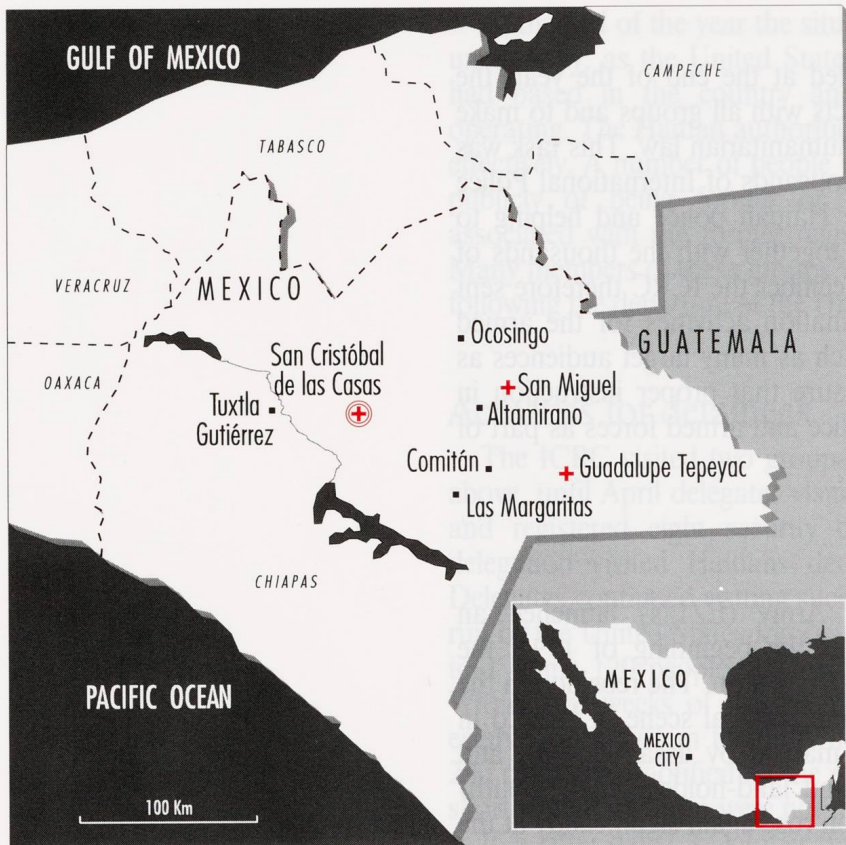 GULF OF MEXICO
CAMPECHE
TABASCO
VERACRUZ
MEXICO
OAXACA
San Cristóbal
de las Casas
Tuxtla
Gutiérrez
Ocosingo
GUATEMALA
San Miguel
Altamirano
Comitán
Guadalupe Tepeyac
Las Margaritas
CHIAPAS
PACIFIC OCEAN
100 Km
MEXICO
MEXICO
CITY